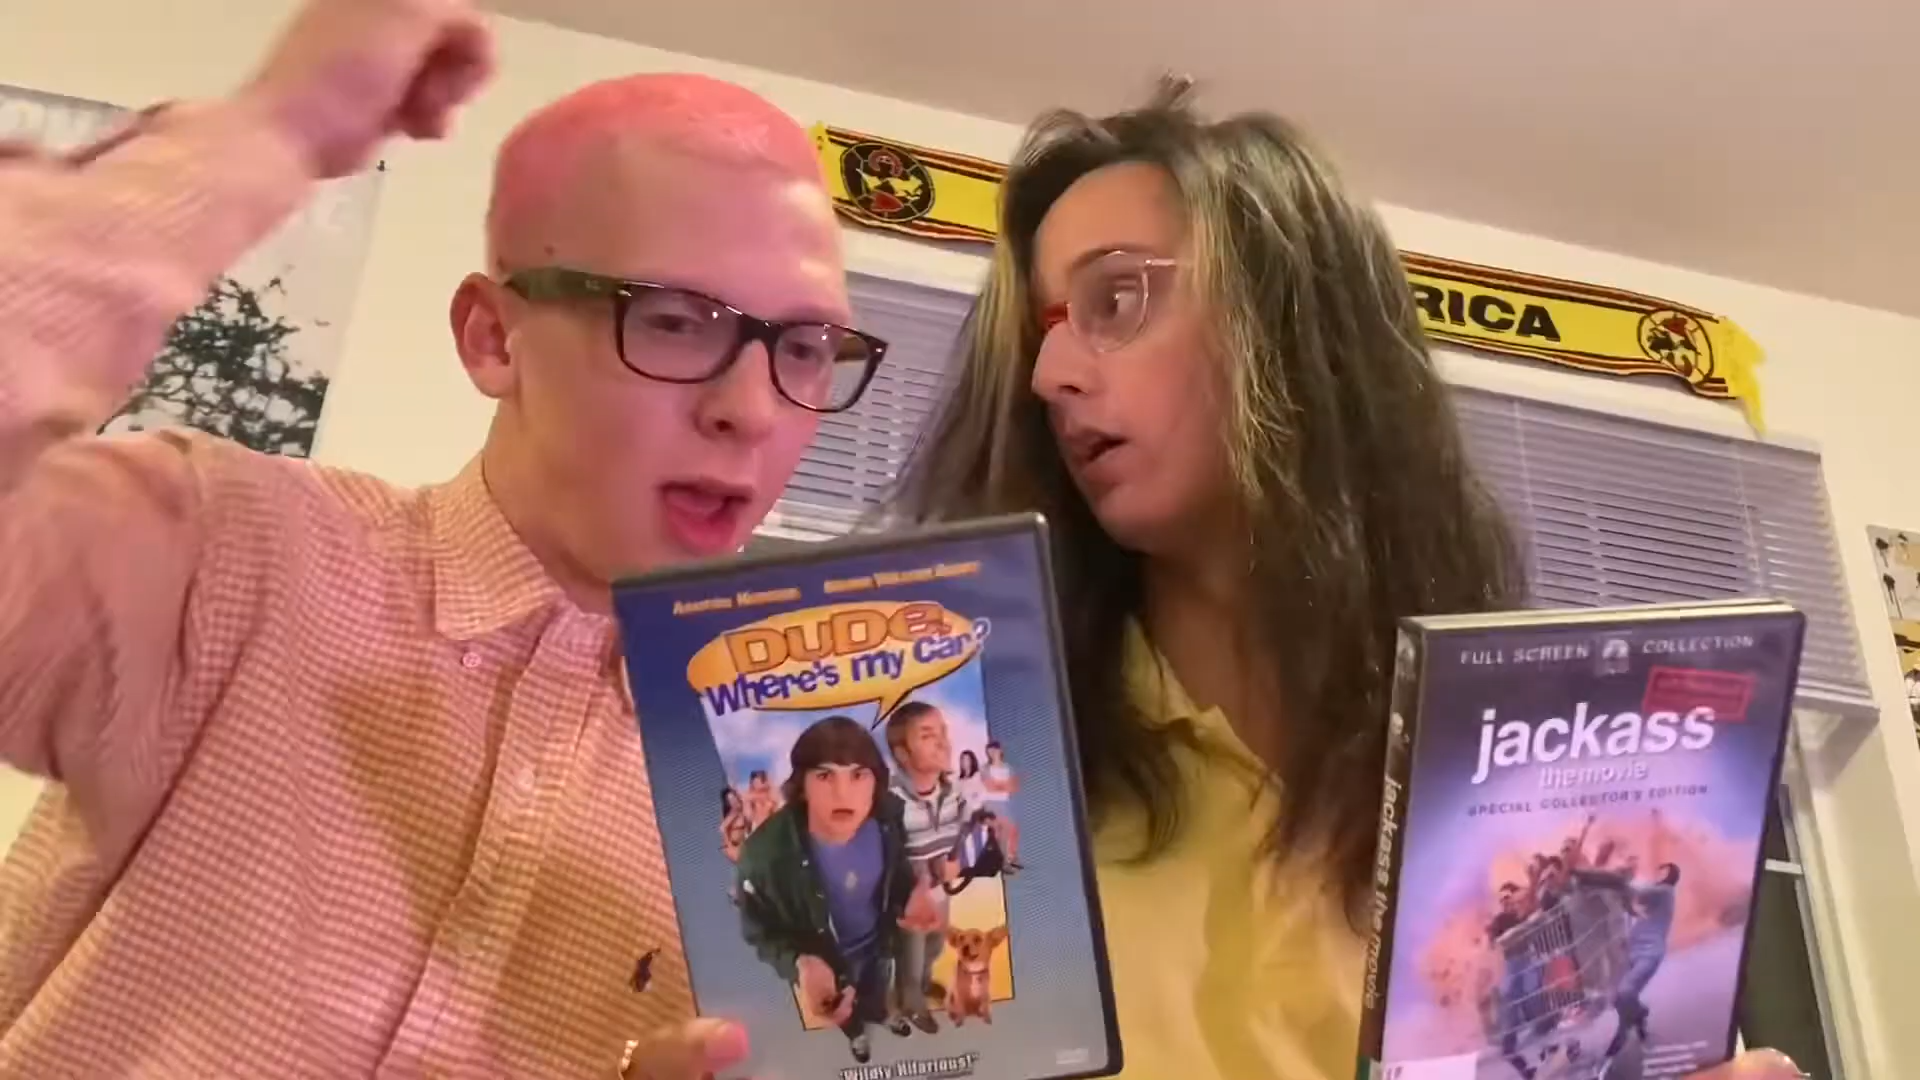 RICA
DUDE,
Where's my car?
"Wildly Hilarious!"
FULL SCREEN COLLECTION
jackass
the movie
SPECIAL COLLECTOR'S EDITION
jackass the movie